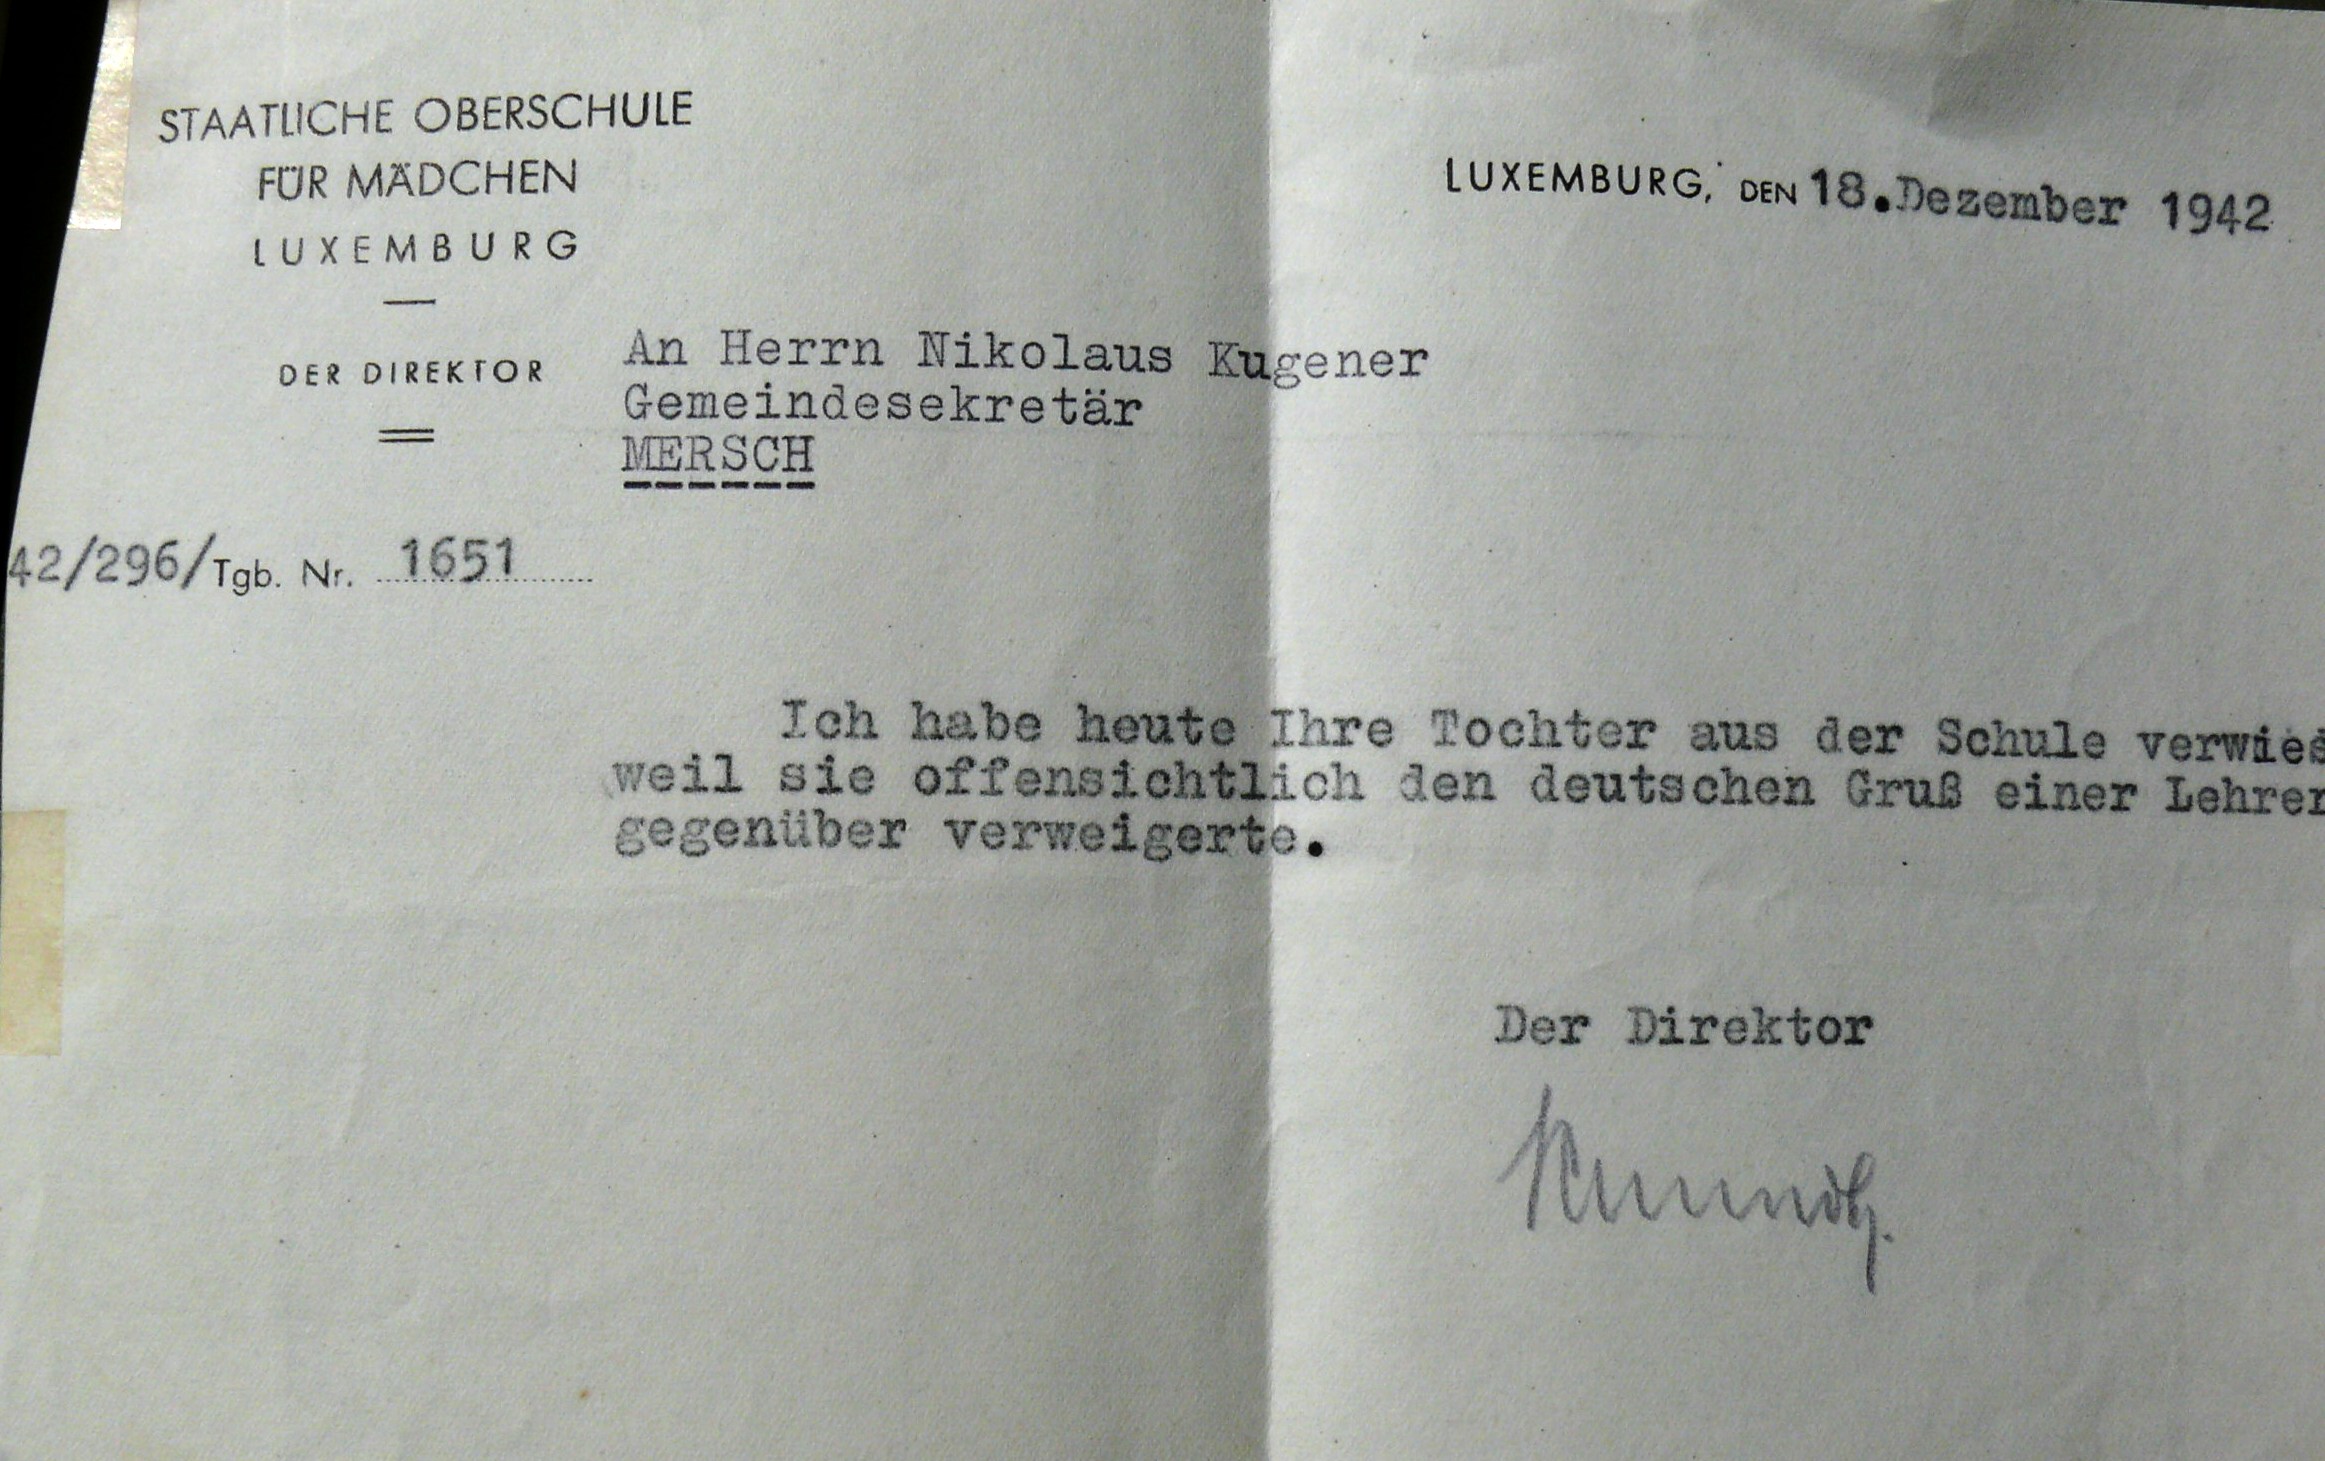 STAATLICHE OBERSCHULE
FÜR MÄDCHEN
LUXEMBURG
DER DIREKTOR
LUXEMBURG, DEN 18.Dezember 1942
An Herrn Nikolaus Kugener
Gemeindesekretär
MERSCH
42/296/Tgb. Nr. 1651
Ich habe heute Ihre Tochter aus der Schule verwies
weil sie offensichtlich den deutschen Gruß einer Lehrer
gegenüber verweigerte.
Der Direktor